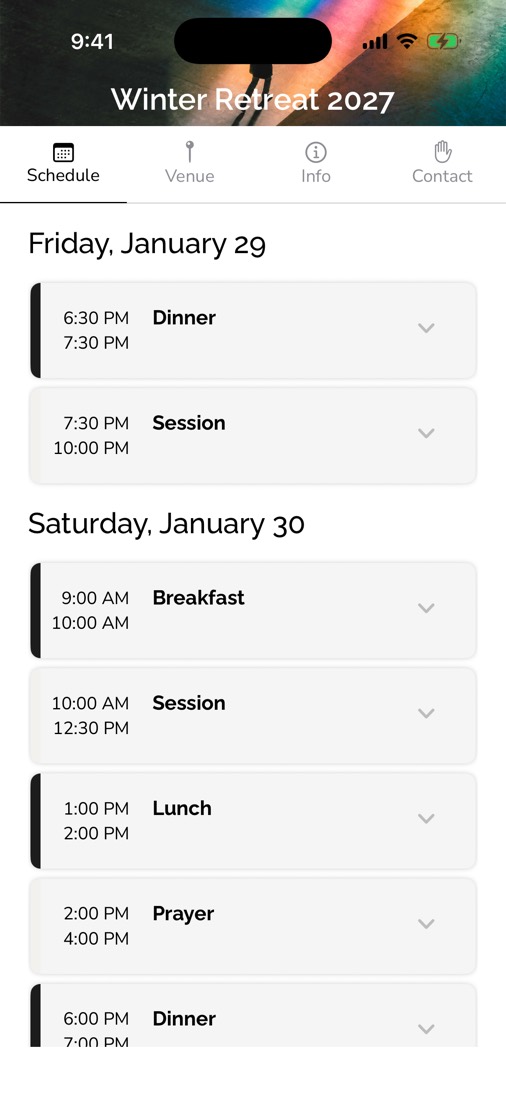 9:41
Winter Retreat 2027
Schedule
Venue
Info
Contact
Friday, January 29
6:30 PM Dinner
7:30 PM
7:30 PM Session
10:00 PM
Saturday, January 30
9:00 AM Breakfast
10:00 AM
10:00 AM Session
12:30 PM
1:00 PM Lunch
2:00 PM
2:00 PM Prayer
4:00 PM
6:00 PM Dinner
7:00 PM